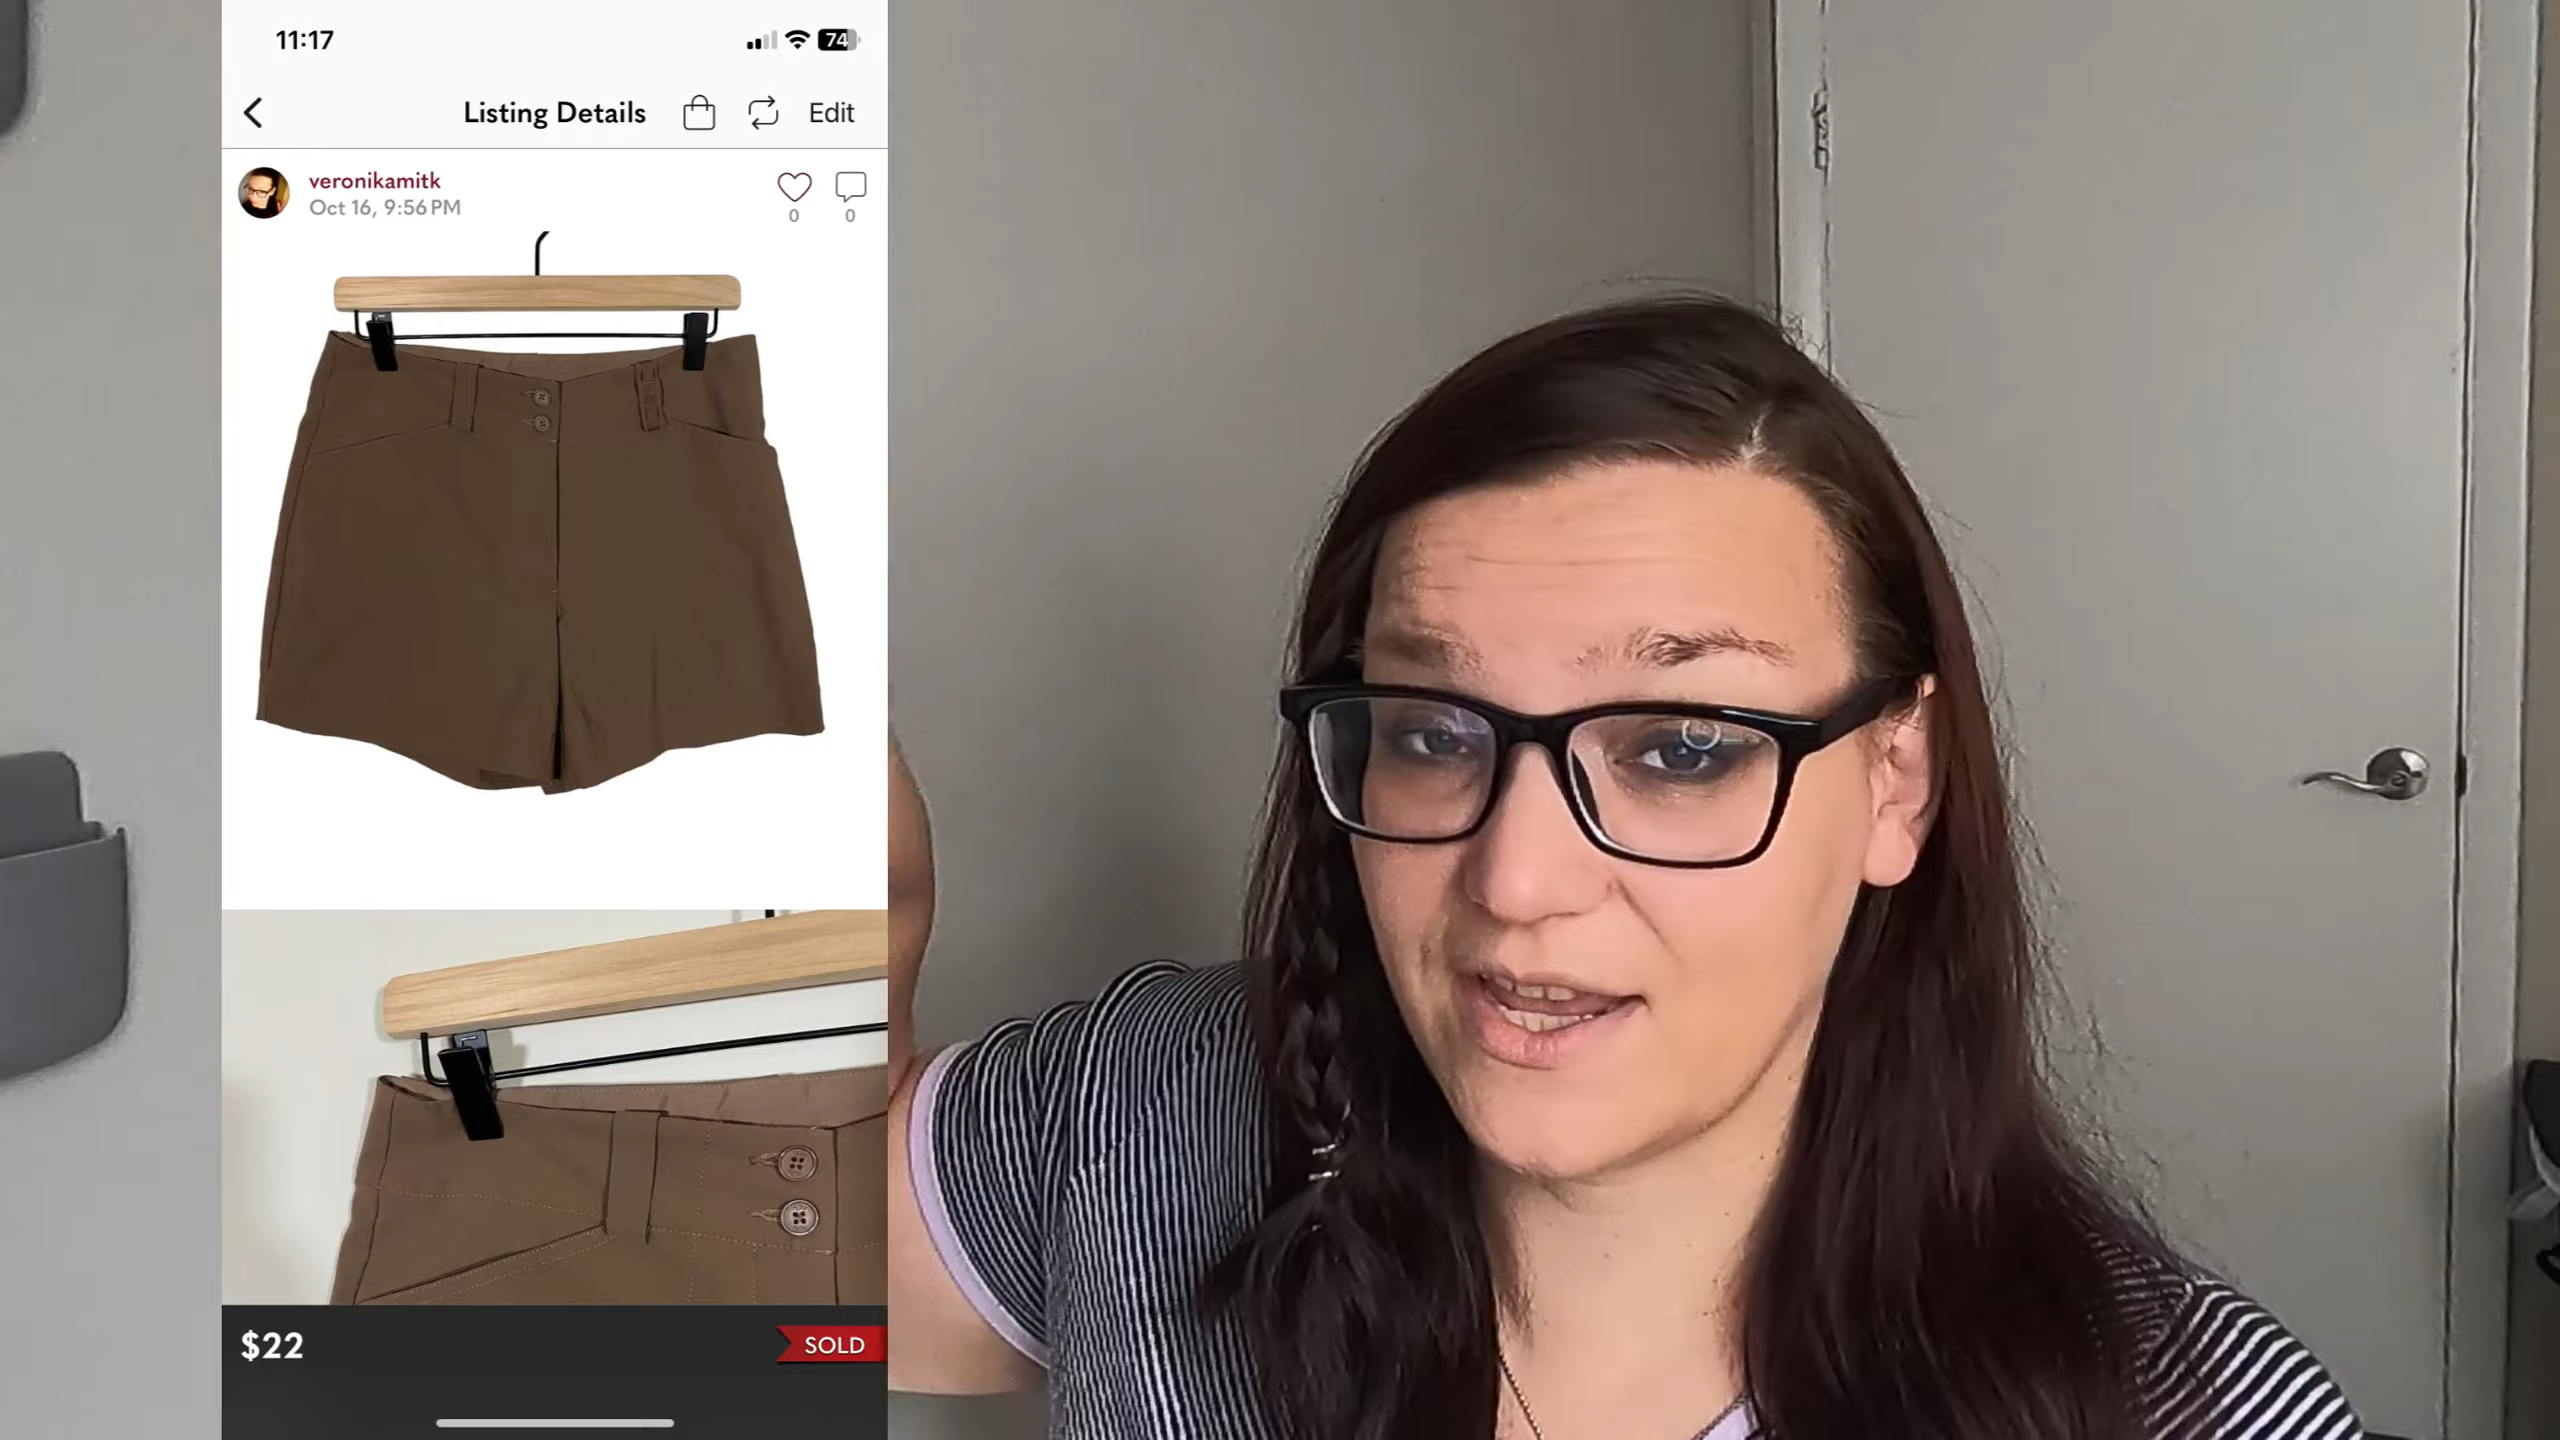 11:17
74
Listing Details
Edit
veronikamitk
Oct 16, 9:56 PM
0
0
$22
SOLD